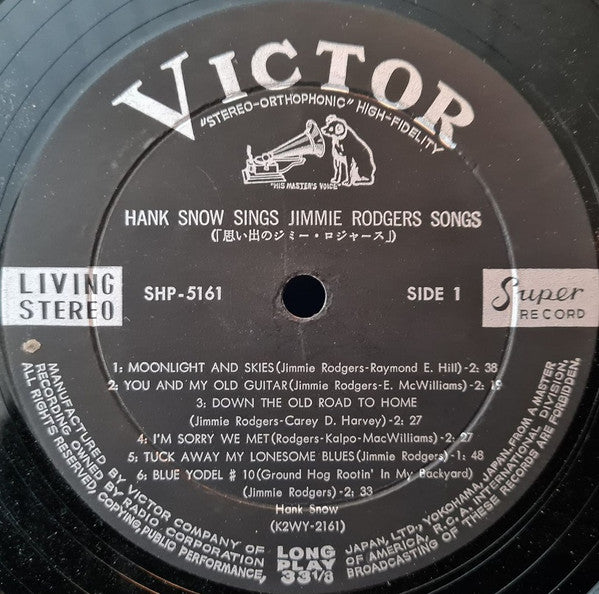 VICTOR
"STEREO-ORTHOPHONIC" HIGH-FIDELITY
"HIS MASTER'S VOICE"
HANK SNOW SINGS JIMMIE RODGERS SONGS
(『思い出のジミー・ロジャース』)
LIVING STEREO
SHP-5161
SIDE 1
Super RECORD
1: MOONLIGHT AND SKIES (Jimmie Rodgers-Raymond E. Hill)-2: 38
2: YOU AND MY OLD GUITAR (Jimmie Rodgers-E. McWilliams)-2: 19
3: DOWN THE OLD ROAD TO HOME
(Jimmie Rodgers-Carey D. Harvey)-2: 27
4: I'M SORRY WE MET (Rodgers-Kalpo-MacWilliams)-2: 27
5: TUCK AWAY MY LONESOME BLUES (Jimmie Rodgers)-1: 48
6: BLUE YODEL # 10 (Ground Hog Rootin' In My Backyard)
(Jimmie Rodgers)-2: 33
Hank Snow
(K2WY-2161)
LONG PLAY 33 1/3
MANUFACTURED BY VICTOR COMPANY OF JAPAN, LTD., YOKOHAMA, JAPAN. FROM A MASTER
RECORDING OWNED BY RADIO CORPORATION OF AMERICA, R.C.A. INTERNATIONAL DIVISION.
ALL RIGHTS RESERVED, COPYING, PUBLIC PERFORMANCE, BROADCASTING OF THESE RECORDS ARE FORBIDDEN.